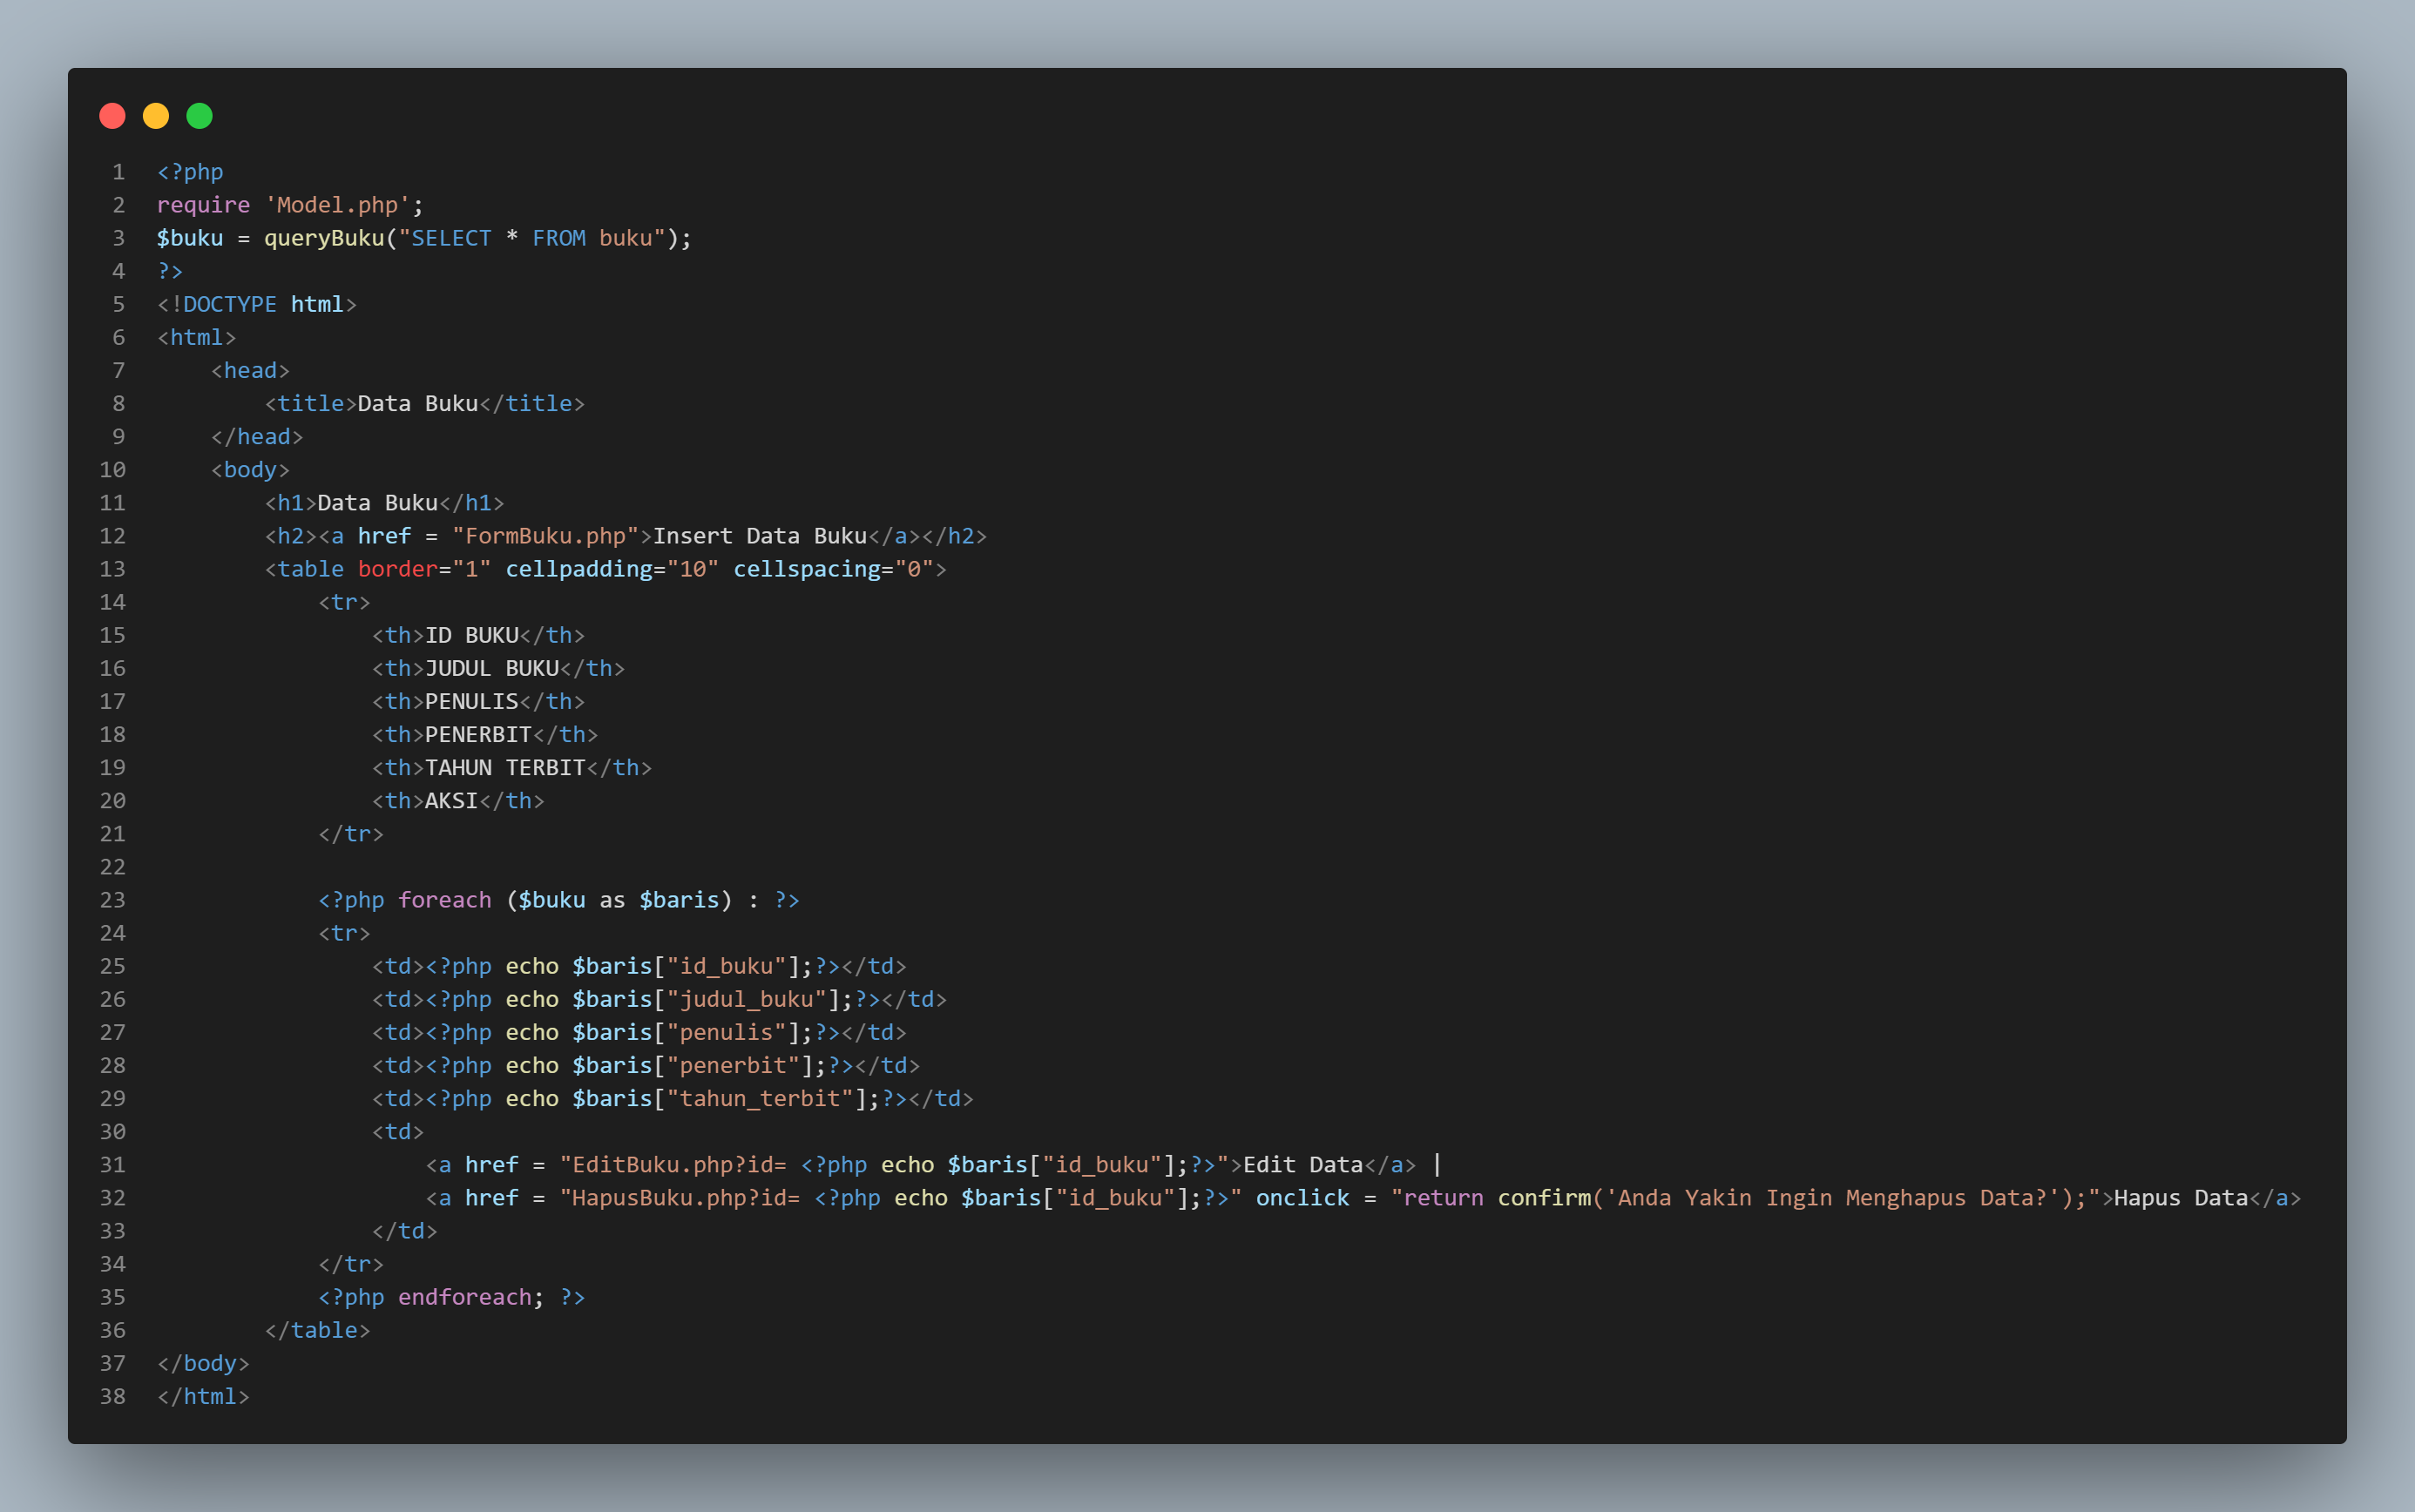 1 <?php
2 require 'Model.php';
3 $buku = queryBuku("SELECT * FROM buku");
4 ?>
5 <!DOCTYPE html>
6 <html>
7     <head>
8         <title>Data Buku</title>
9     </head>
10     <body>
11         <h1>Data Buku</h1>
12         <h2><a href = "FormBuku.php">Insert Data Buku</a></h2>
13         <table border="1" cellpadding="10" cellspacing="0">
14             <tr>
15                 <th>ID BUKU</th>
16                 <th>JUDUL BUKU</th>
17                 <th>PENULIS</th>
18                 <th>PENERBIT</th>
19                 <th>TAHUN TERBIT</th>
20                 <th>AKSI</th>
21             </tr>
22
23             <?php foreach ($buku as $baris) : ?>
24             <tr>
25                 <td><?php echo $baris["id_buku"];?></td>
26                 <td><?php echo $baris["judul_buku"];?></td>
27                 <td><?php echo $baris["penulis"];?></td>
28                 <td><?php echo $baris["penerbit"];?></td>
29                 <td><?php echo $baris["tahun_terbit"];?></td>
30                 <td>
31                     <a href = "EditBuku.php?id= <?php echo $baris["id_buku"];?>">Edit Data</a> |
32                     <a href = "HapusBuku.php?id= <?php echo $baris["id_buku"];?>" onclick = "return confirm('Anda Yakin Ingin Menghapus Data?');">Hapus Data</a>
33                 </td>
34             </tr>
35             <?php endforeach; ?>
36         </table>
37 </body>
38 </html>